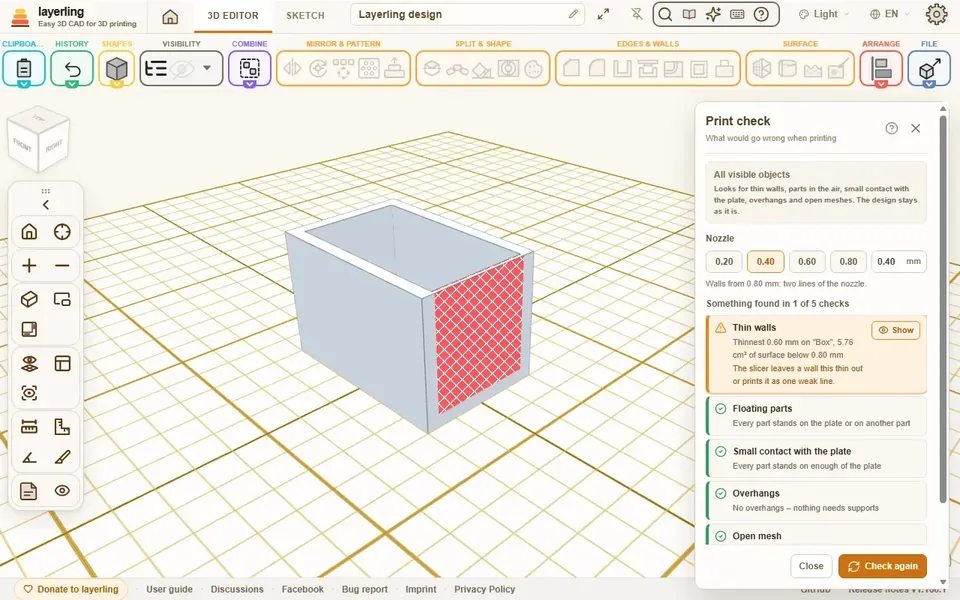 layerling
Easy 3D CAD for 3D printing
3D EDITOR
SKETCH
Layerling design
Light
EN
CLIPBOA...
HISTORY
SHAPES
VISIBILITY
COMBINE
MIRROR & PATTERN
SPLIT & SHAPE
EDGES & WALLS
SURFACE
ARRANGE
FILE
TOP
FRONT
RIGHT
Print check
What would go wrong when printing
All visible objects
Looks for thin walls, parts in the air, small contact with
the plate, overhangs and open meshes. The design stays
as it is.
Nozzle
0.20
0.40
0.60
0.80
0.40 mm
Walls from 0.80 mm: two lines of the nozzle.
Something found in 1 of 5 checks
Thin walls
Show
Thinnest 0.60 mm on "Box", 5.76
cm² of surface below 0.80 mm
The slicer leaves a wall this thin out
or prints it as one weak line.
Floating parts
Every part stands on the plate or on another part
Small contact with the plate
Every part stands on enough of the plate
Overhangs
No overhangs – nothing needs supports
Open mesh
Close
Check again
Donate to layerling
User guide
Discussions
Facebook
Bug report
Imprint
Privacy Policy
GitHub